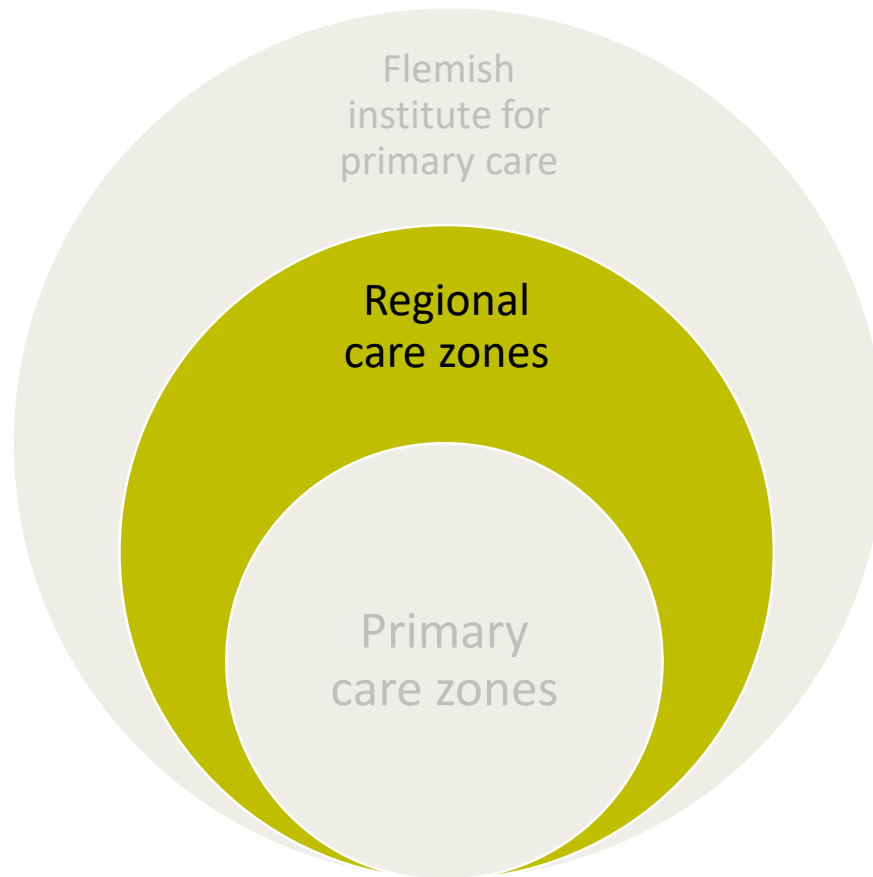 Flemish
institute for
primary care
Regional
care zones
Primary
care zones